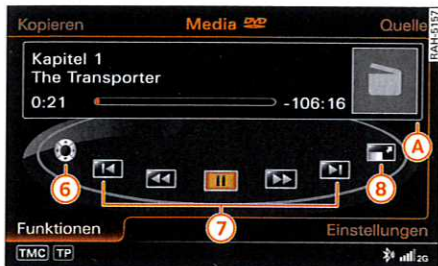 Kopieren Media DVD Quelle
RAH-5157
Kapitel 1
The Transporter
0:21 -106:16
A
6 8
7
Funktionen Einstellungen
TMC TP 2G